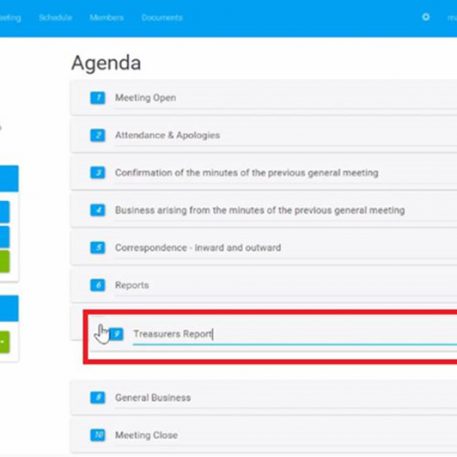 Schedule Members Documents
Agenda
1 Meeting Open
2 Attendance & Apologies
3 Confirmation of the minutes of the previous general meeting
4 Business arising from the minutes of the previous general meeting
5 Correspondence - inward and outward
6 Reports
9 Treasurers Report
8 General Business
10 Meeting Close